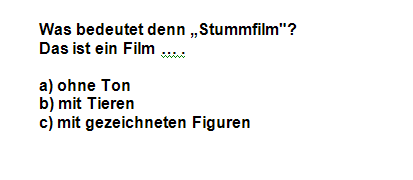 Was bedeutet denn „Stummfilm"?
Das ist ein Film ... .
a) ohne Ton
b) mit Tieren
c) mit gezeichneten Figuren